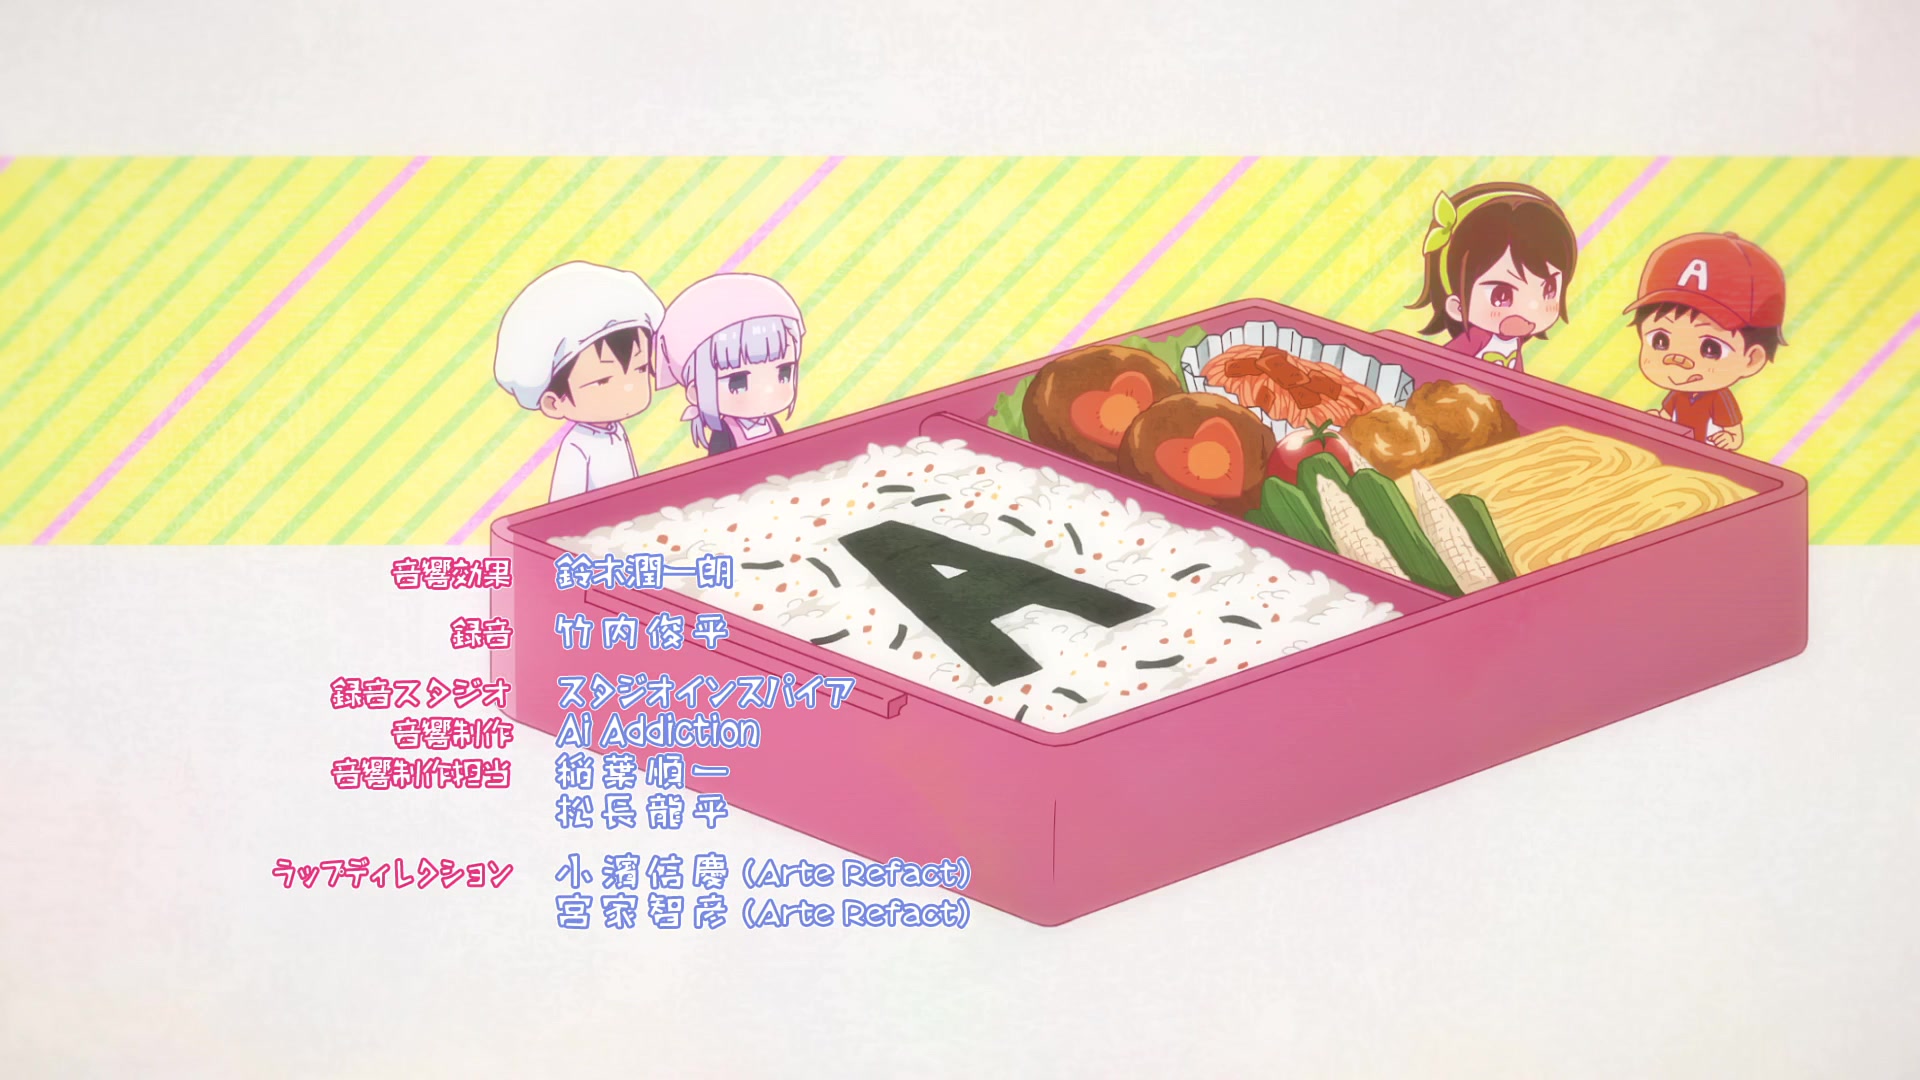 A
A
音響効果 鈴木潤一朗
録音 竹内俊平
録音スタジオ スタジオインスパイア
音響制作 Ai Addiction
音響制作担当 稲葉順一
松長龍平
ラップディレクション 小濱信慶 (Arte Refact)
宮家智彦 (Arte Refact)